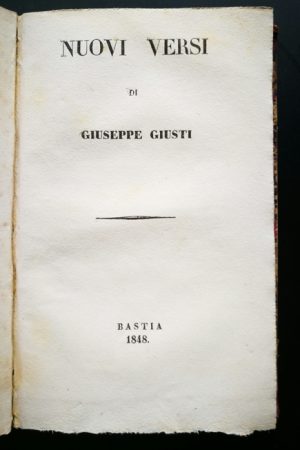 NUOVI VERSI
DI
GIUSEPPE GIUSTI
BASTIA
1848.